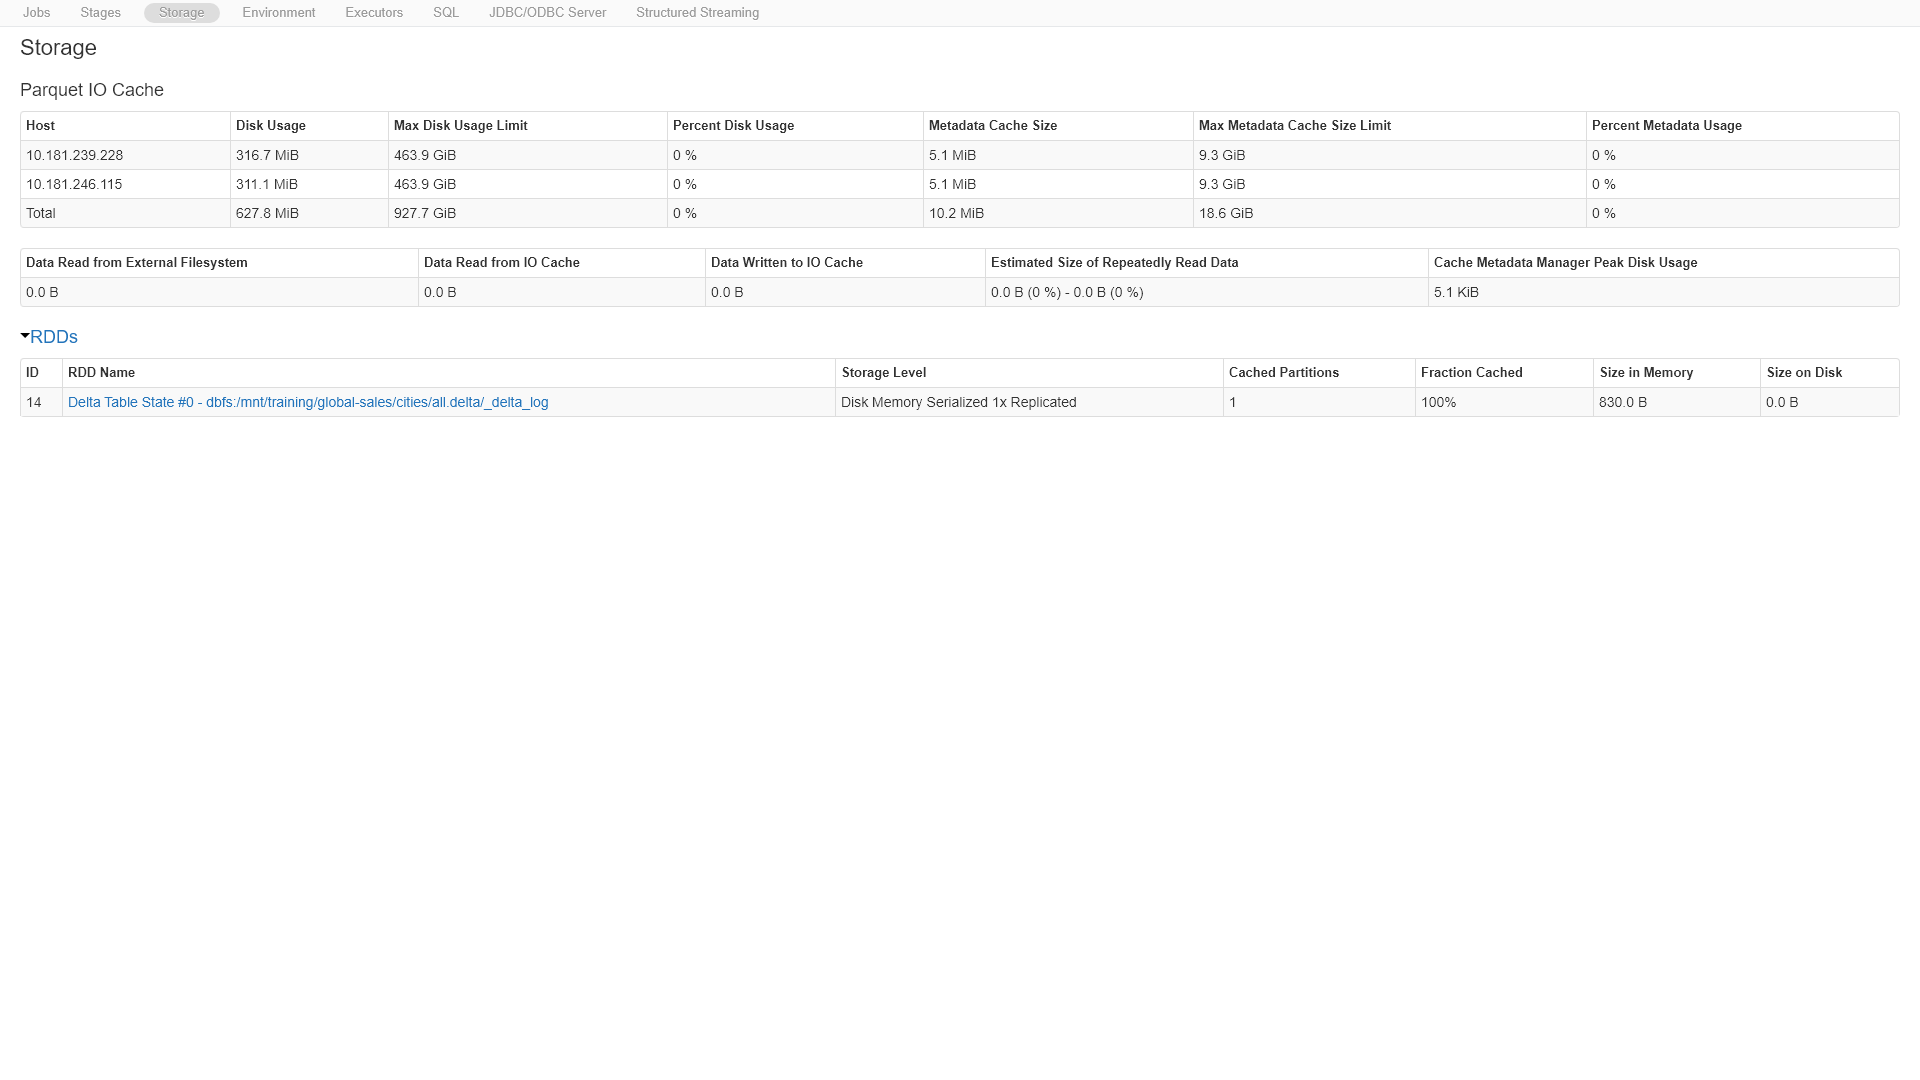 Jobs Stages Storage Environment Executors SQL JDBC/ODBC Server Structured Streaming
Storage
Parquet IO Cache
Host Disk Usage Max Disk Usage Limit Percent Disk Usage Metadata Cache Size Max Metadata Cache Size Limit Percent Metadata Usage
10.181.239.228 316.7 MiB 463.9 GiB 0 % 5.1 MiB 9.3 GiB 0 %
10.181.246.115 311.1 MiB 463.9 GiB 0 % 5.1 MiB 9.3 GiB 0 %
Total 627.8 MiB 927.7 GiB 0 % 10.2 MiB 18.6 GiB 0 %
Data Read from External Filesystem Data Read from IO Cache Data Written to IO Cache Estimated Size of Repeatedly Read Data Cache Metadata Manager Peak Disk Usage
0.0 B 0.0 B 0.0 B 0.0 B (0 %) - 0.0 B (0 %) 5.1 KiB
RDDs
ID RDD Name Storage Level Cached Partitions Fraction Cached Size in Memory Size on Disk
14 Delta Table State #0 - dbfs:/mnt/training/global-sales/cities/all.delta/_delta_log Disk Memory Serialized 1x Replicated 1 100% 830.0 B 0.0 B